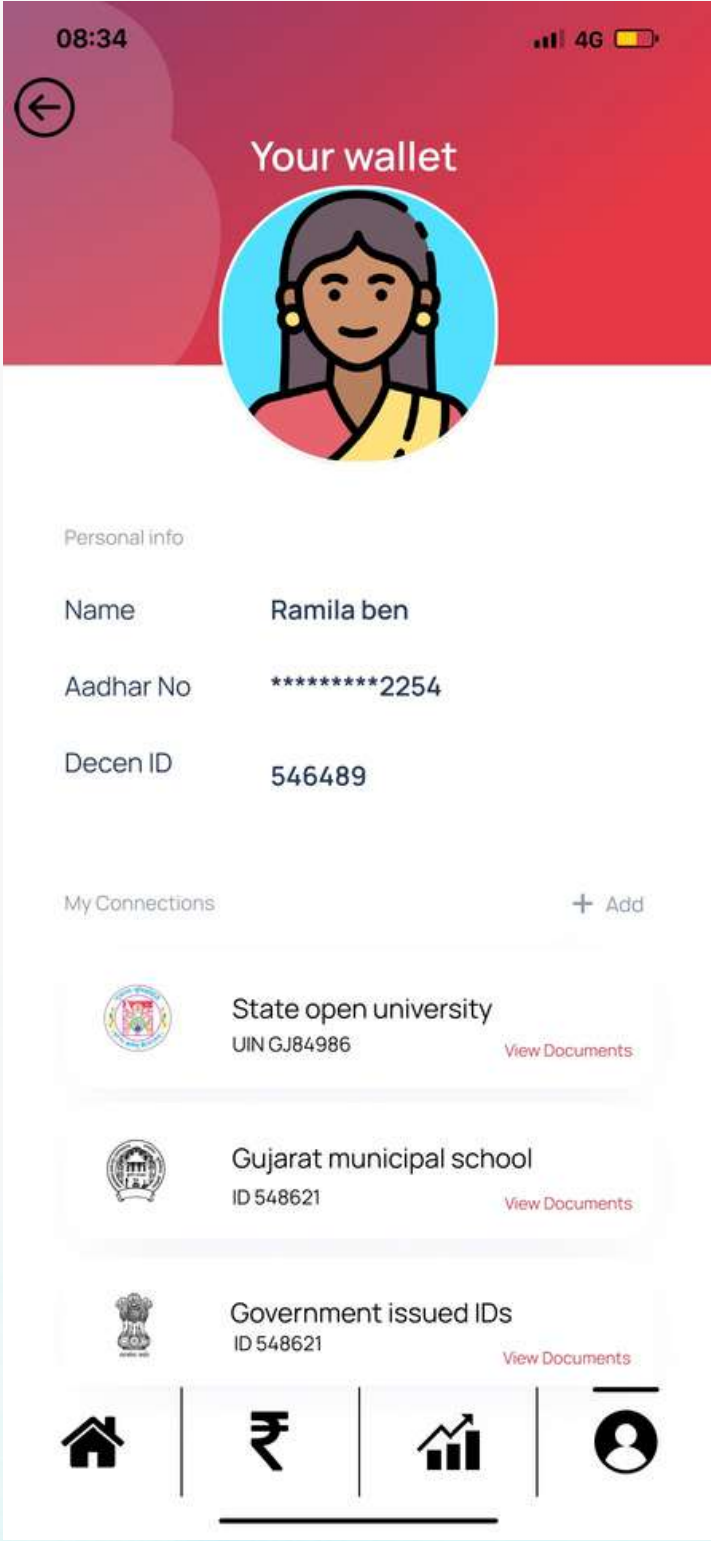 08:34
4G
Your wallet
Personal info
Name Ramila ben
Aadhar No *********2254
Decen ID 546489
My Connections + Add
State open university
UIN GJ84986
View Documents
Gujarat municipal school
ID 548621
View Documents
Government issued IDs
ID 548621
View Documents
₹